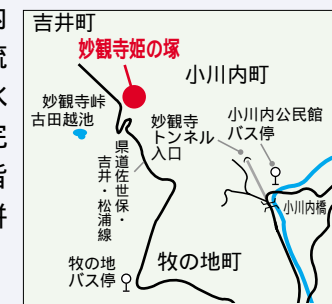 吉井町
妙観寺姫の塚
小川内町
妙観寺峠
古田越池
妙観寺
トンネル
入口
小川内公民館
バス停
県道佐世保・
吉井・松浦線
小川内橋
牧の地
バス停
牧の地町